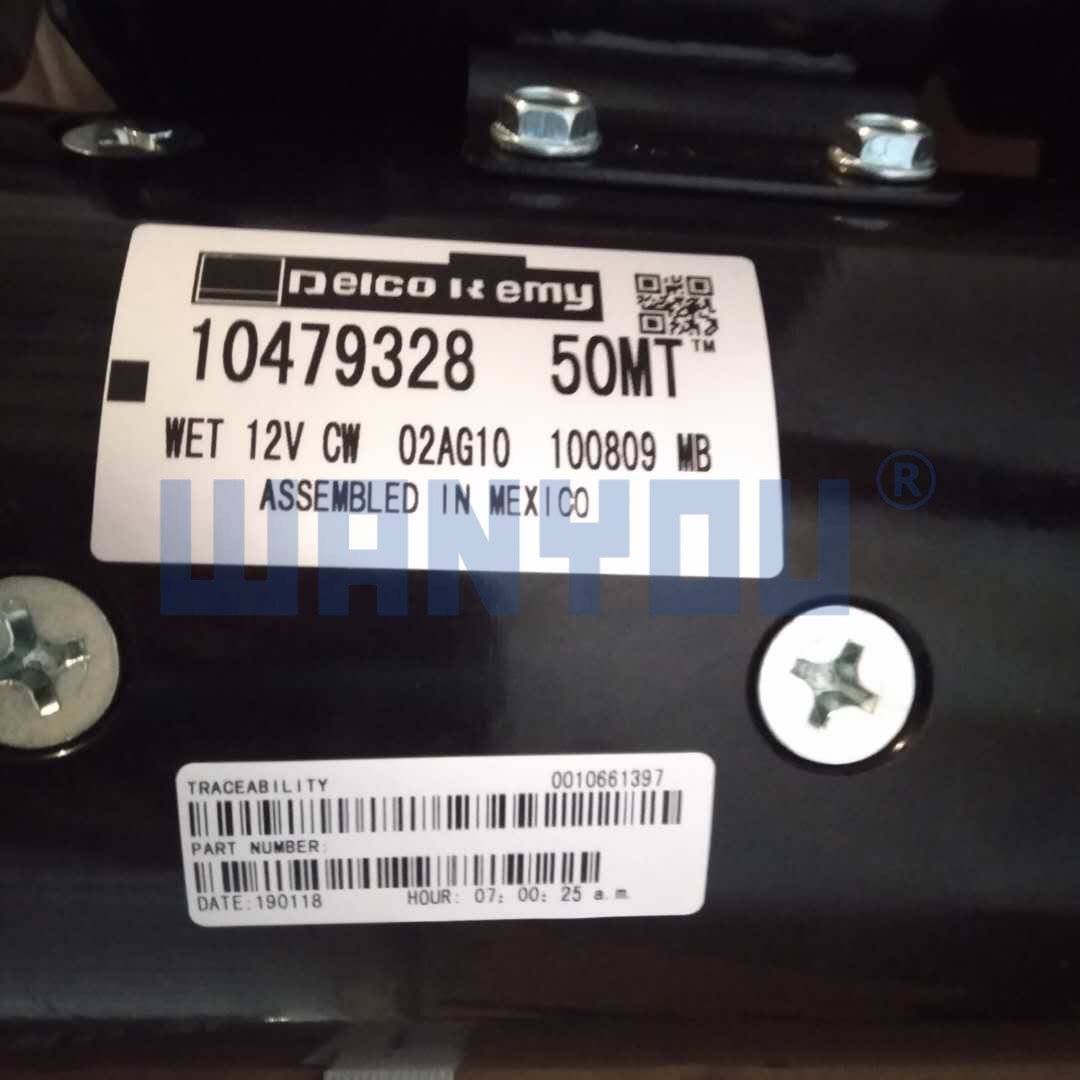 Delco Remy
10479328 50MT™
WET 12V CW 02AG10 100809 MB
ASSEMBLED IN MEXICO
WANYOU®
TRACEABILITY 0010661397
PART NUMBER:
DATE:190118 HOUR: 07: 00: 25 a.m.